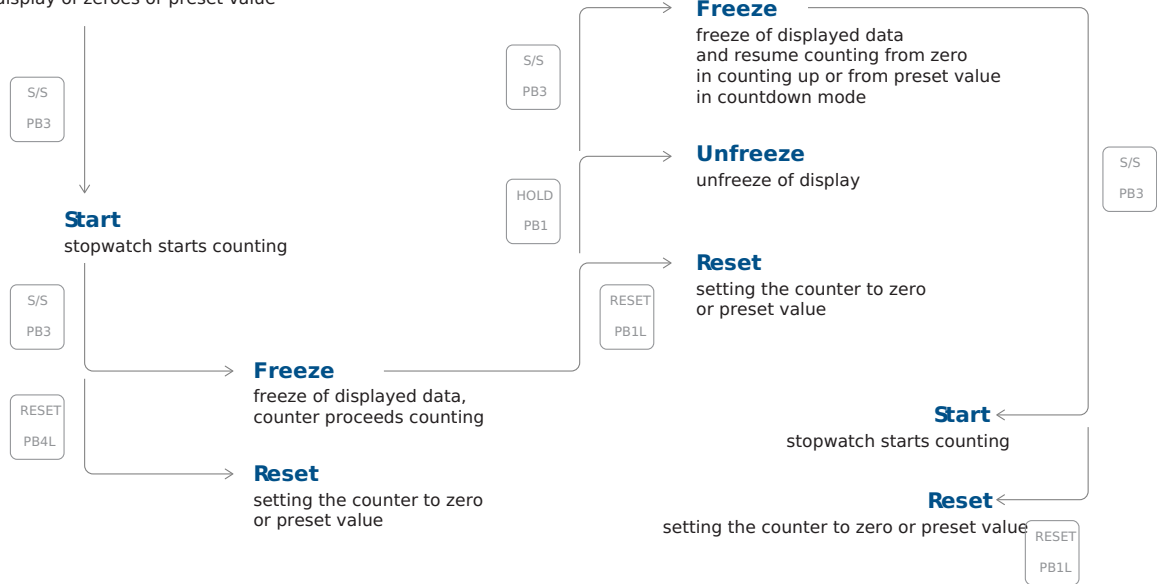 display of zeroes or preset value
S/S
PB3
Start
stopwatch starts counting
S/S
PB3
RESET
PB4L
Freeze
freeze of displayed data,
counter proceeds counting
Reset
setting the counter to zero
or preset value
S/S
PB3
HOLD
PB1
RESET
PB1L
Freeze
freeze of displayed data
and resume counting from zero
in counting up or from preset value
in countdown mode
Unfreeze
unfreeze of display
Reset
setting the counter to zero
or preset value
S/S
PB3
Start
stopwatch starts counting
Reset
setting the counter to zero or preset value
RESET
PB1L